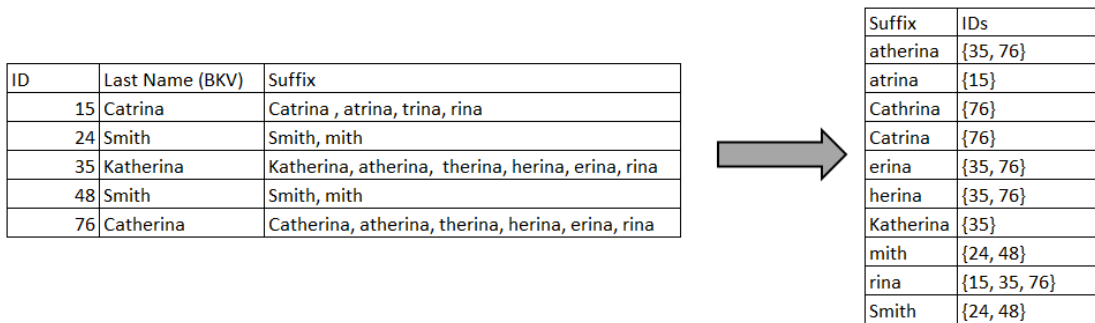 ID Last Name (BKV) Suffix
15 Catrina Catrina , atrina, trina, rina
24 Smith Smith, mith
35 Katherina Katherina, atherina, therina, herina, erina, rina
48 Smith Smith, mith
76 Catherina Catherina, atherina, therina, herina, erina, rina
Suffix IDs
atherina {35, 76}
atrina {15}
Cathrina {76}
Catrina {76}
erina {35, 76}
herina {35, 76}
Katherina {35}
mith {24, 48}
rina {15, 35, 76}
Smith {24, 48}